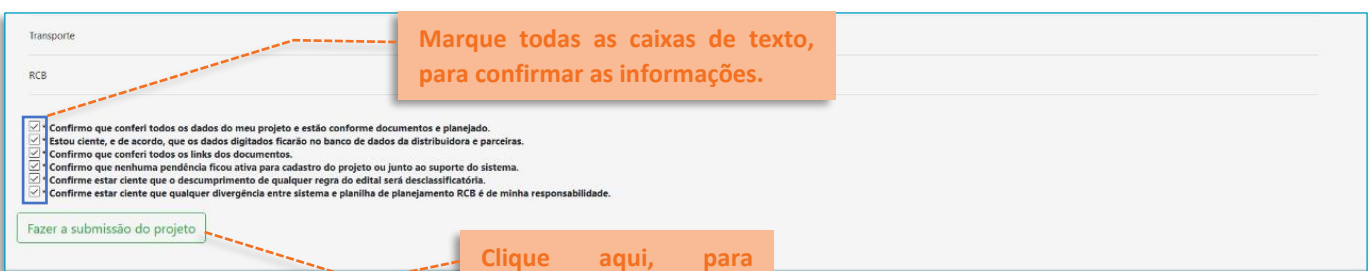 Transporte
Marque todas as caixas de texto,
para confirmar as informações.
RCB
* Confirmo que conferi todos os dados do meu projeto e estão conforme documentos e planejado.
* Estou ciente, e de acordo, que os dados digitados ficarão no banco de dados da distribuidora e parceiras.
* Confirmo que conferi todos os links dos documentos.
* Confirmo que nenhuma pendência ficou ativa para cadastro do projeto ou junto ao suporte do sistema.
* Confirme estar ciente que o descumprimento de qualquer regra do edital será desclassificatória.
* Confirme estar ciente que qualquer divergência entre sistema e planilha de planejamento RCB é de minha responsabilidade.
Fazer a submissão do projeto
Clique aqui, para